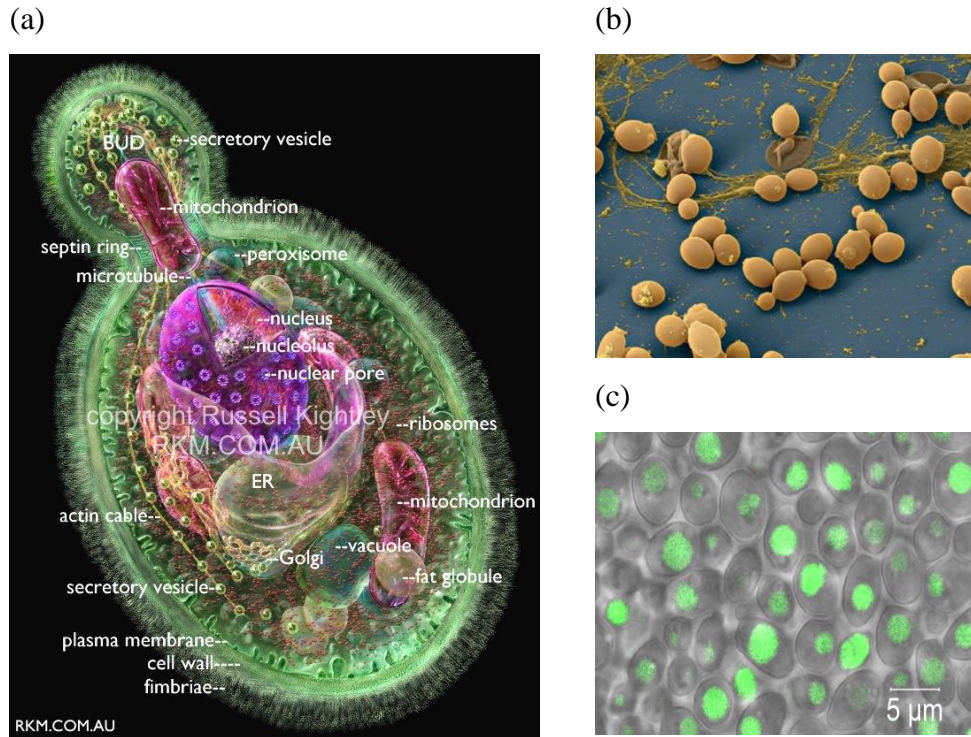 (a)
(b)
BUD
--secretory vesicle
--mitochondrion
septin ring--
--peroxisome
microtubule--
--nucleus
--nucleolus
--nuclear pore
copyright Russell Kightley
--ribosomes
RKM.COM.AU
ER
--mitochondrion
actin cable--
--vacuole
--Golgi
--fat globule
secretory vesicle--
plasma membrane--
cell wall----
fimbriae--
RKM.COM.AU
(c)
5 µm